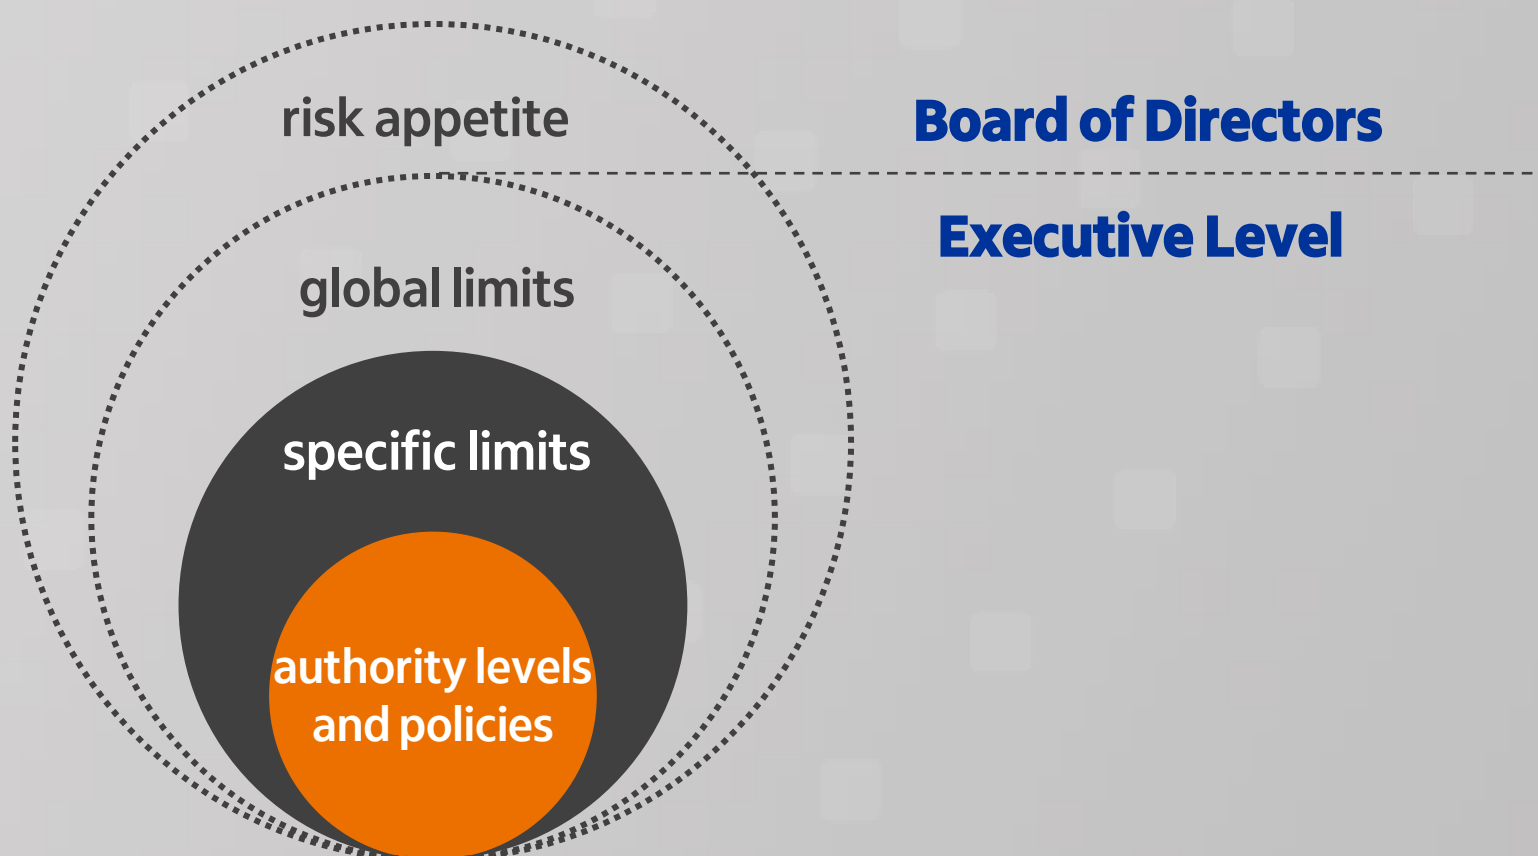 risk appetite
Board of Directors
Executive Level
global limits
specific limits
authority levels
and policies